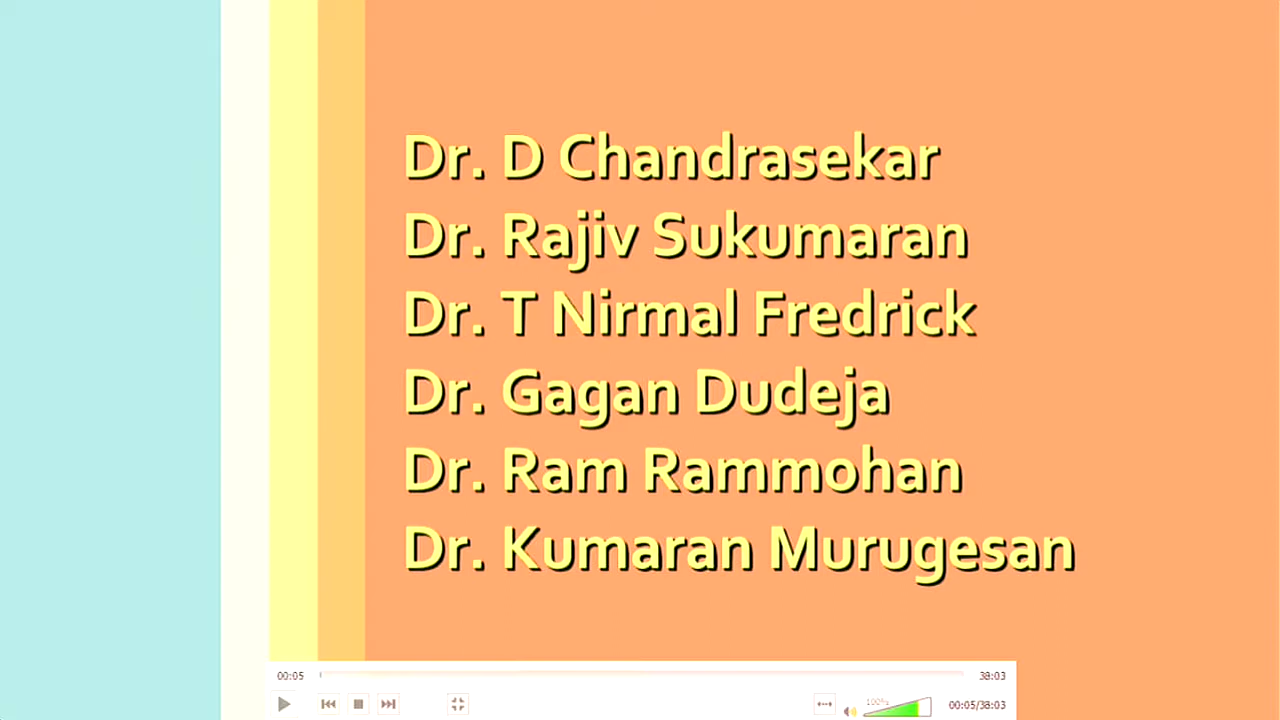 Dr. D Chandrasekar
Dr. Rajiv Sukumaran
Dr. T Nirmal Fredrick
Dr. Gagan Dudeja
Dr. Ram Rammohan
Dr. Kumaran Murugesan
00:05 38:03
100% 00:05/38:03